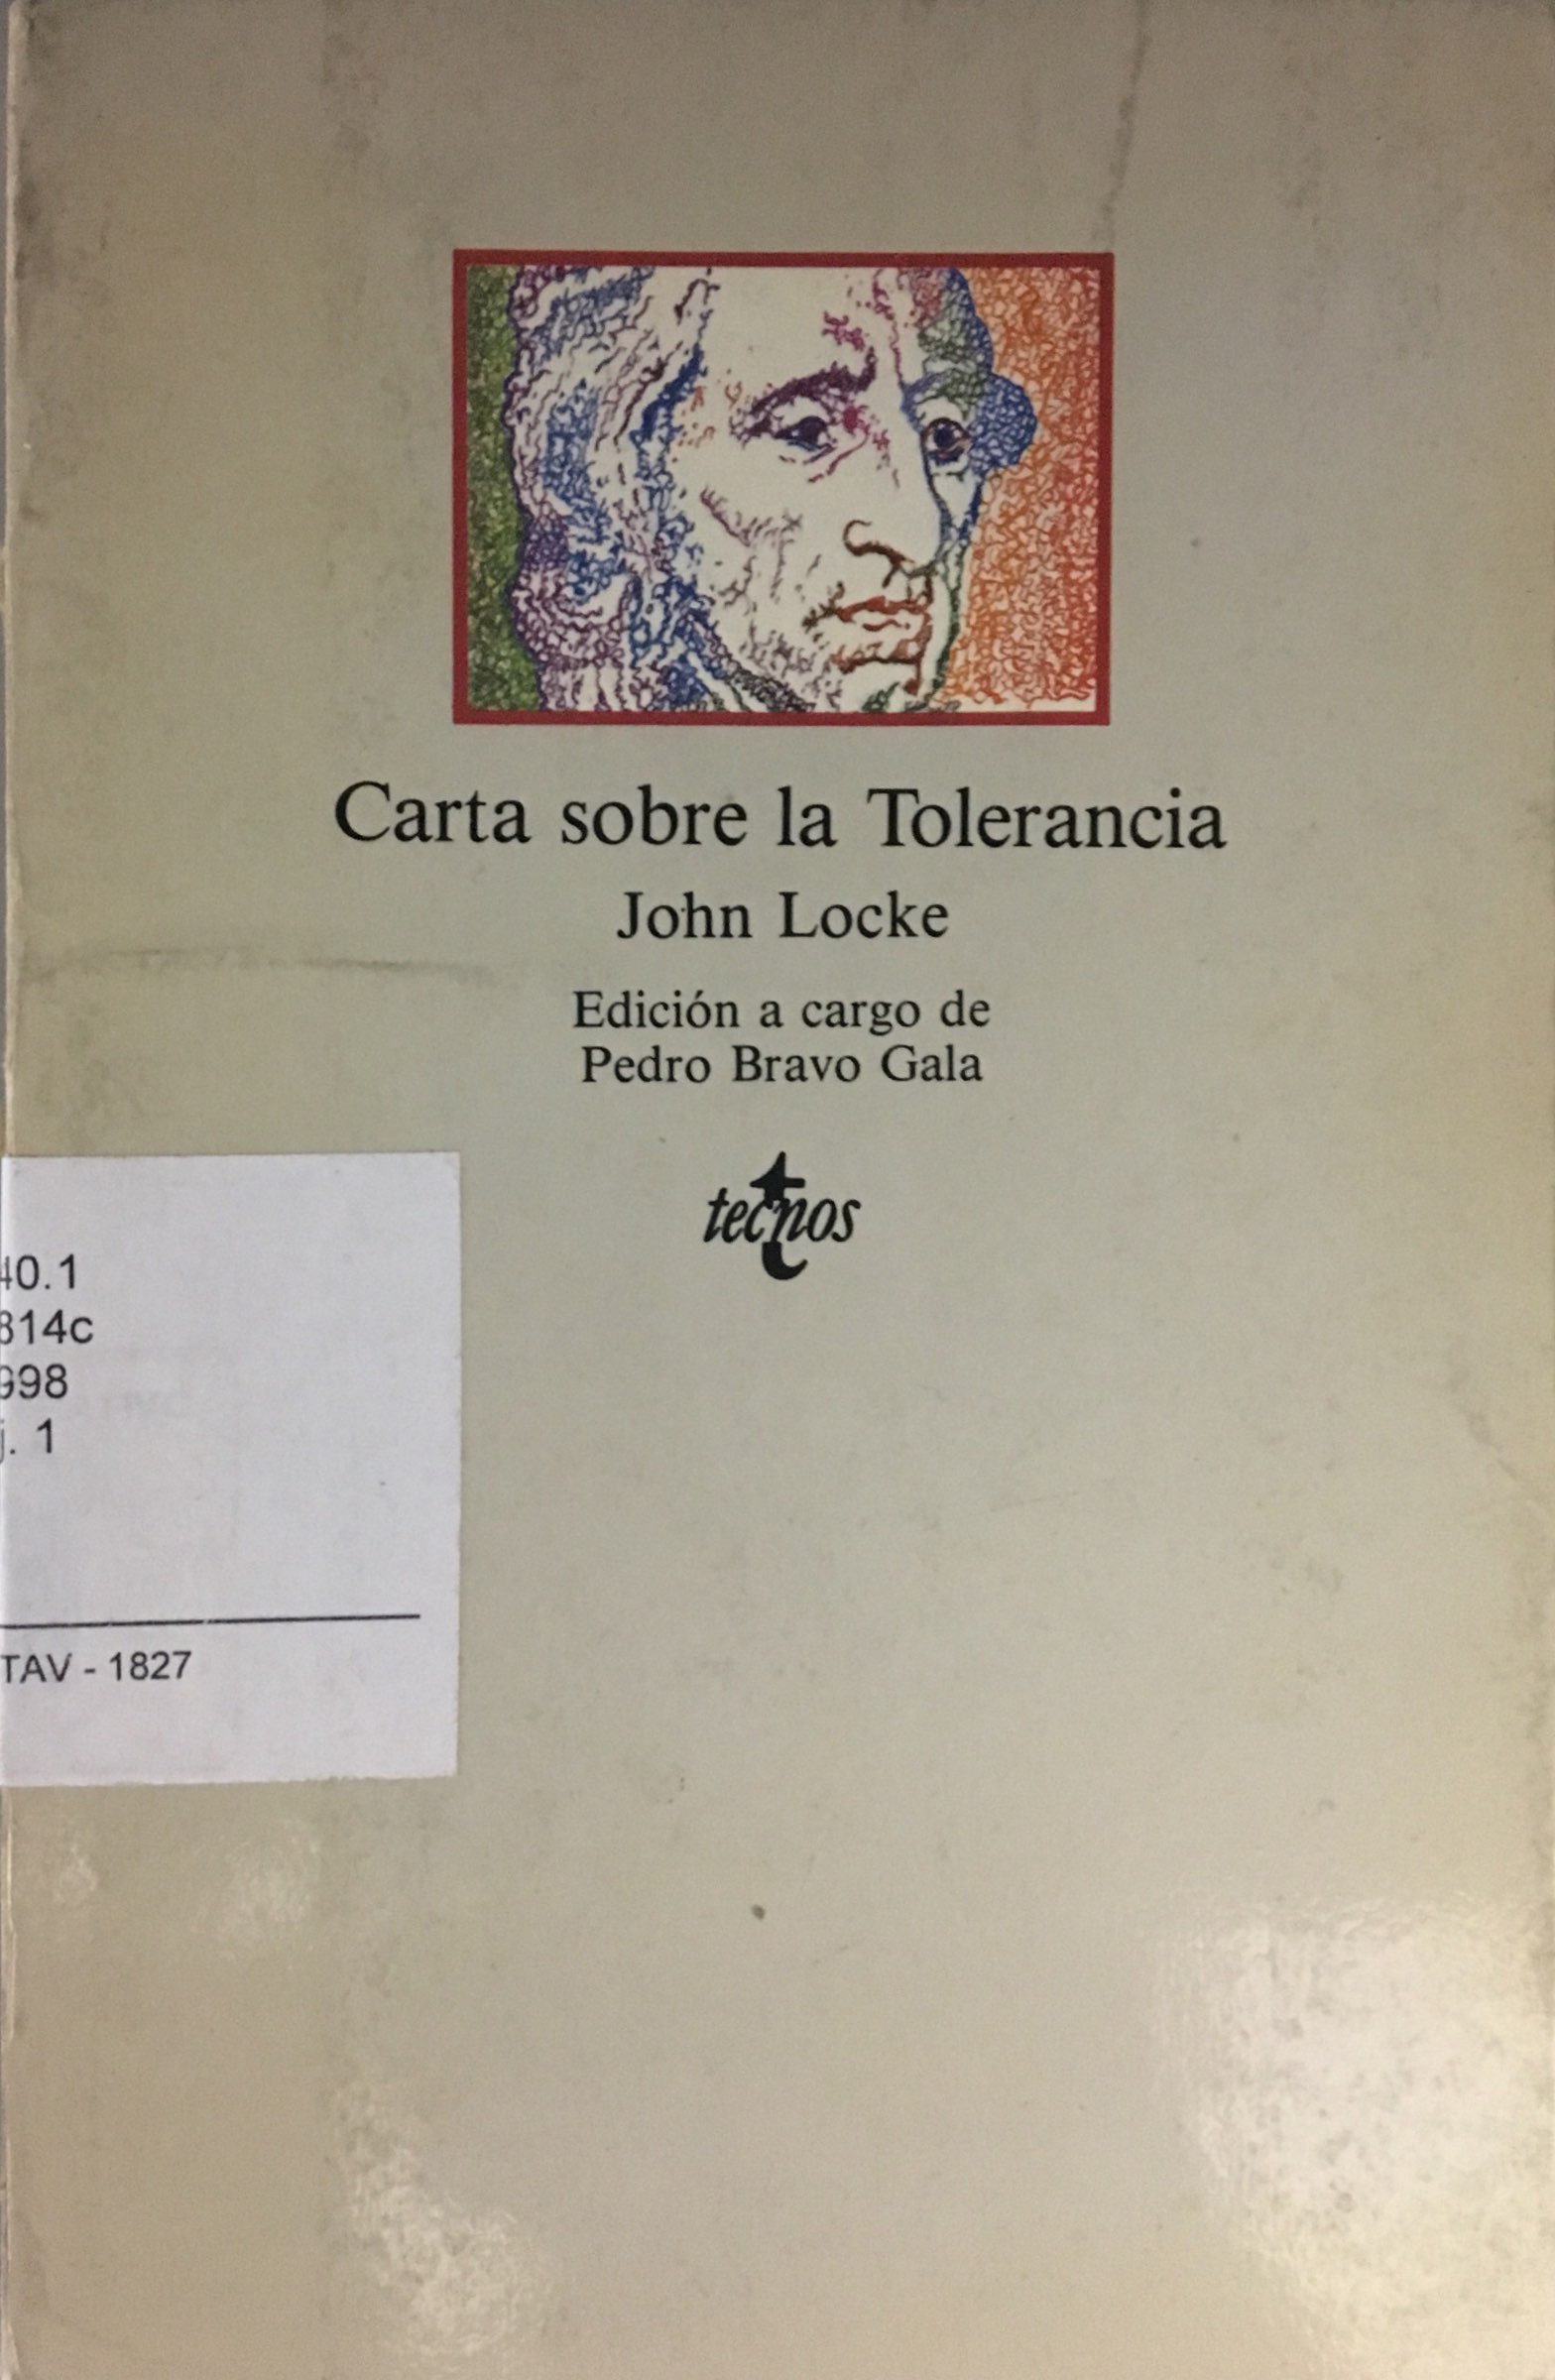 Carta sobre la Tolerancia
John Locke
Edición a cargo de
Pedro Bravo Gala
tecnos
40.1
814c
998
j. 1
TAV - 1827